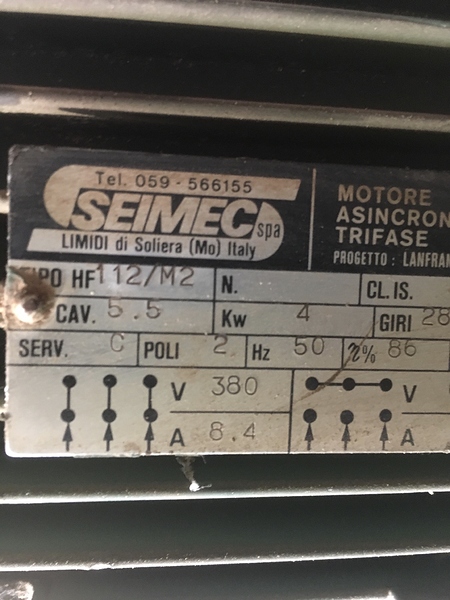 Tel. 059 - 566155
SEIMEC spa
LIMIDI di Soliera (Mo) Italy
MOTORE
ASINCRON
TRIFASE
PROGETTO : LANFRAN
TIPO HF 112/M2 N. CL.IS.
CAV. 5.5 Kw 4 GIRI 28
SERV. C POLI 2 Hz 50 η% 86
V 380 V
A 8.4 A